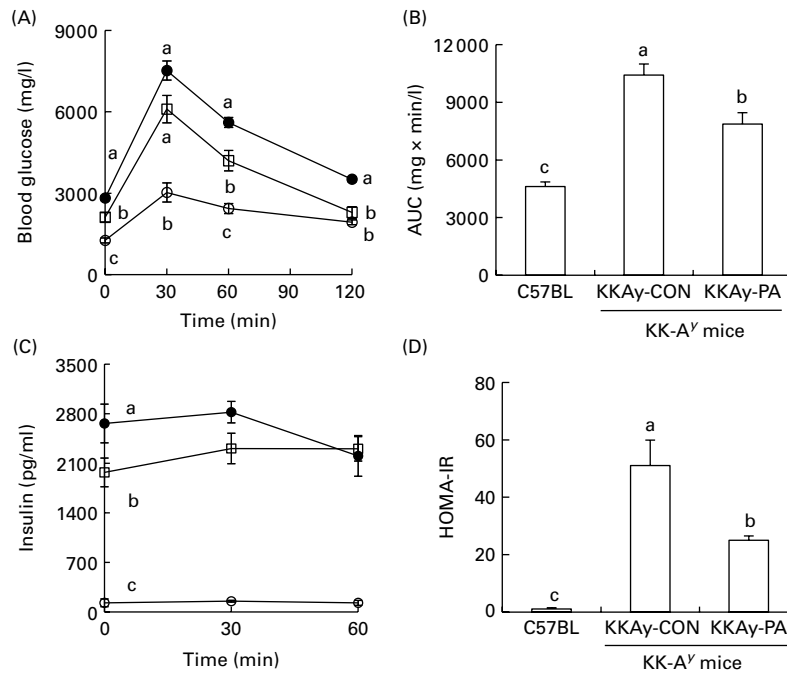 (A)
9000
6000
3000
0
Blood glucose (mg/l)
a
a
a
a
a
b
b
b
c
b
c
b
0 30 60 90 120
Time (min)
(B)
12 000
9000
6000
3000
0
AUC (mg × min/l)
c
a
b
C57BL KKAy-CON KKAy-PA
KK-Aʸ mice
(C)
3500
2800
2100
1400
700
0
Insulin (pg/ml)
a
b
c
0 30 60
Time (min)
(D)
80
60
40
20
0
HOMA-IR
c
a
b
C57BL KKAy-CON KKAy-PA
KK-Aʸ mice